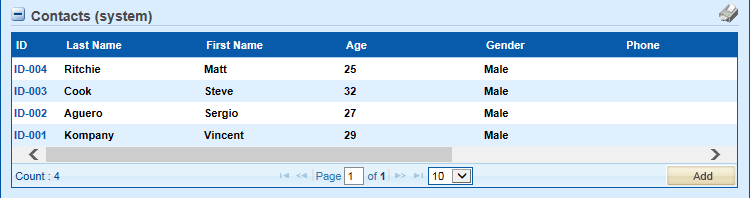 Contacts (system)
ID Last Name First Name Age Gender Phone
ID-004 Ritchie Matt 25 Male
ID-003 Cook Steve 32 Male
ID-002 Aguero Sergio 27 Male
ID-001 Kompany Vincent 29 Male
Count : 4 Page 1 of 1 10 Add